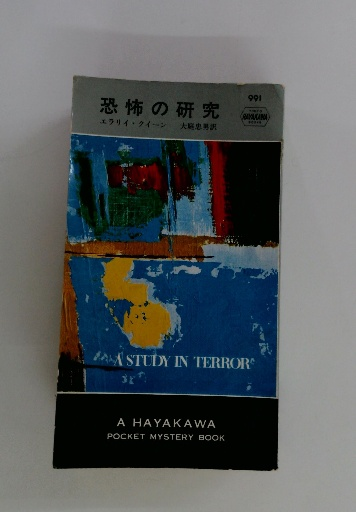 恐怖の研究
991
エラリイ・クイーン 大庭忠男訳
HAYAKAWA
A STUDY IN TERROR
A HAYAKAWA
POCKET MYSTERY BOOK